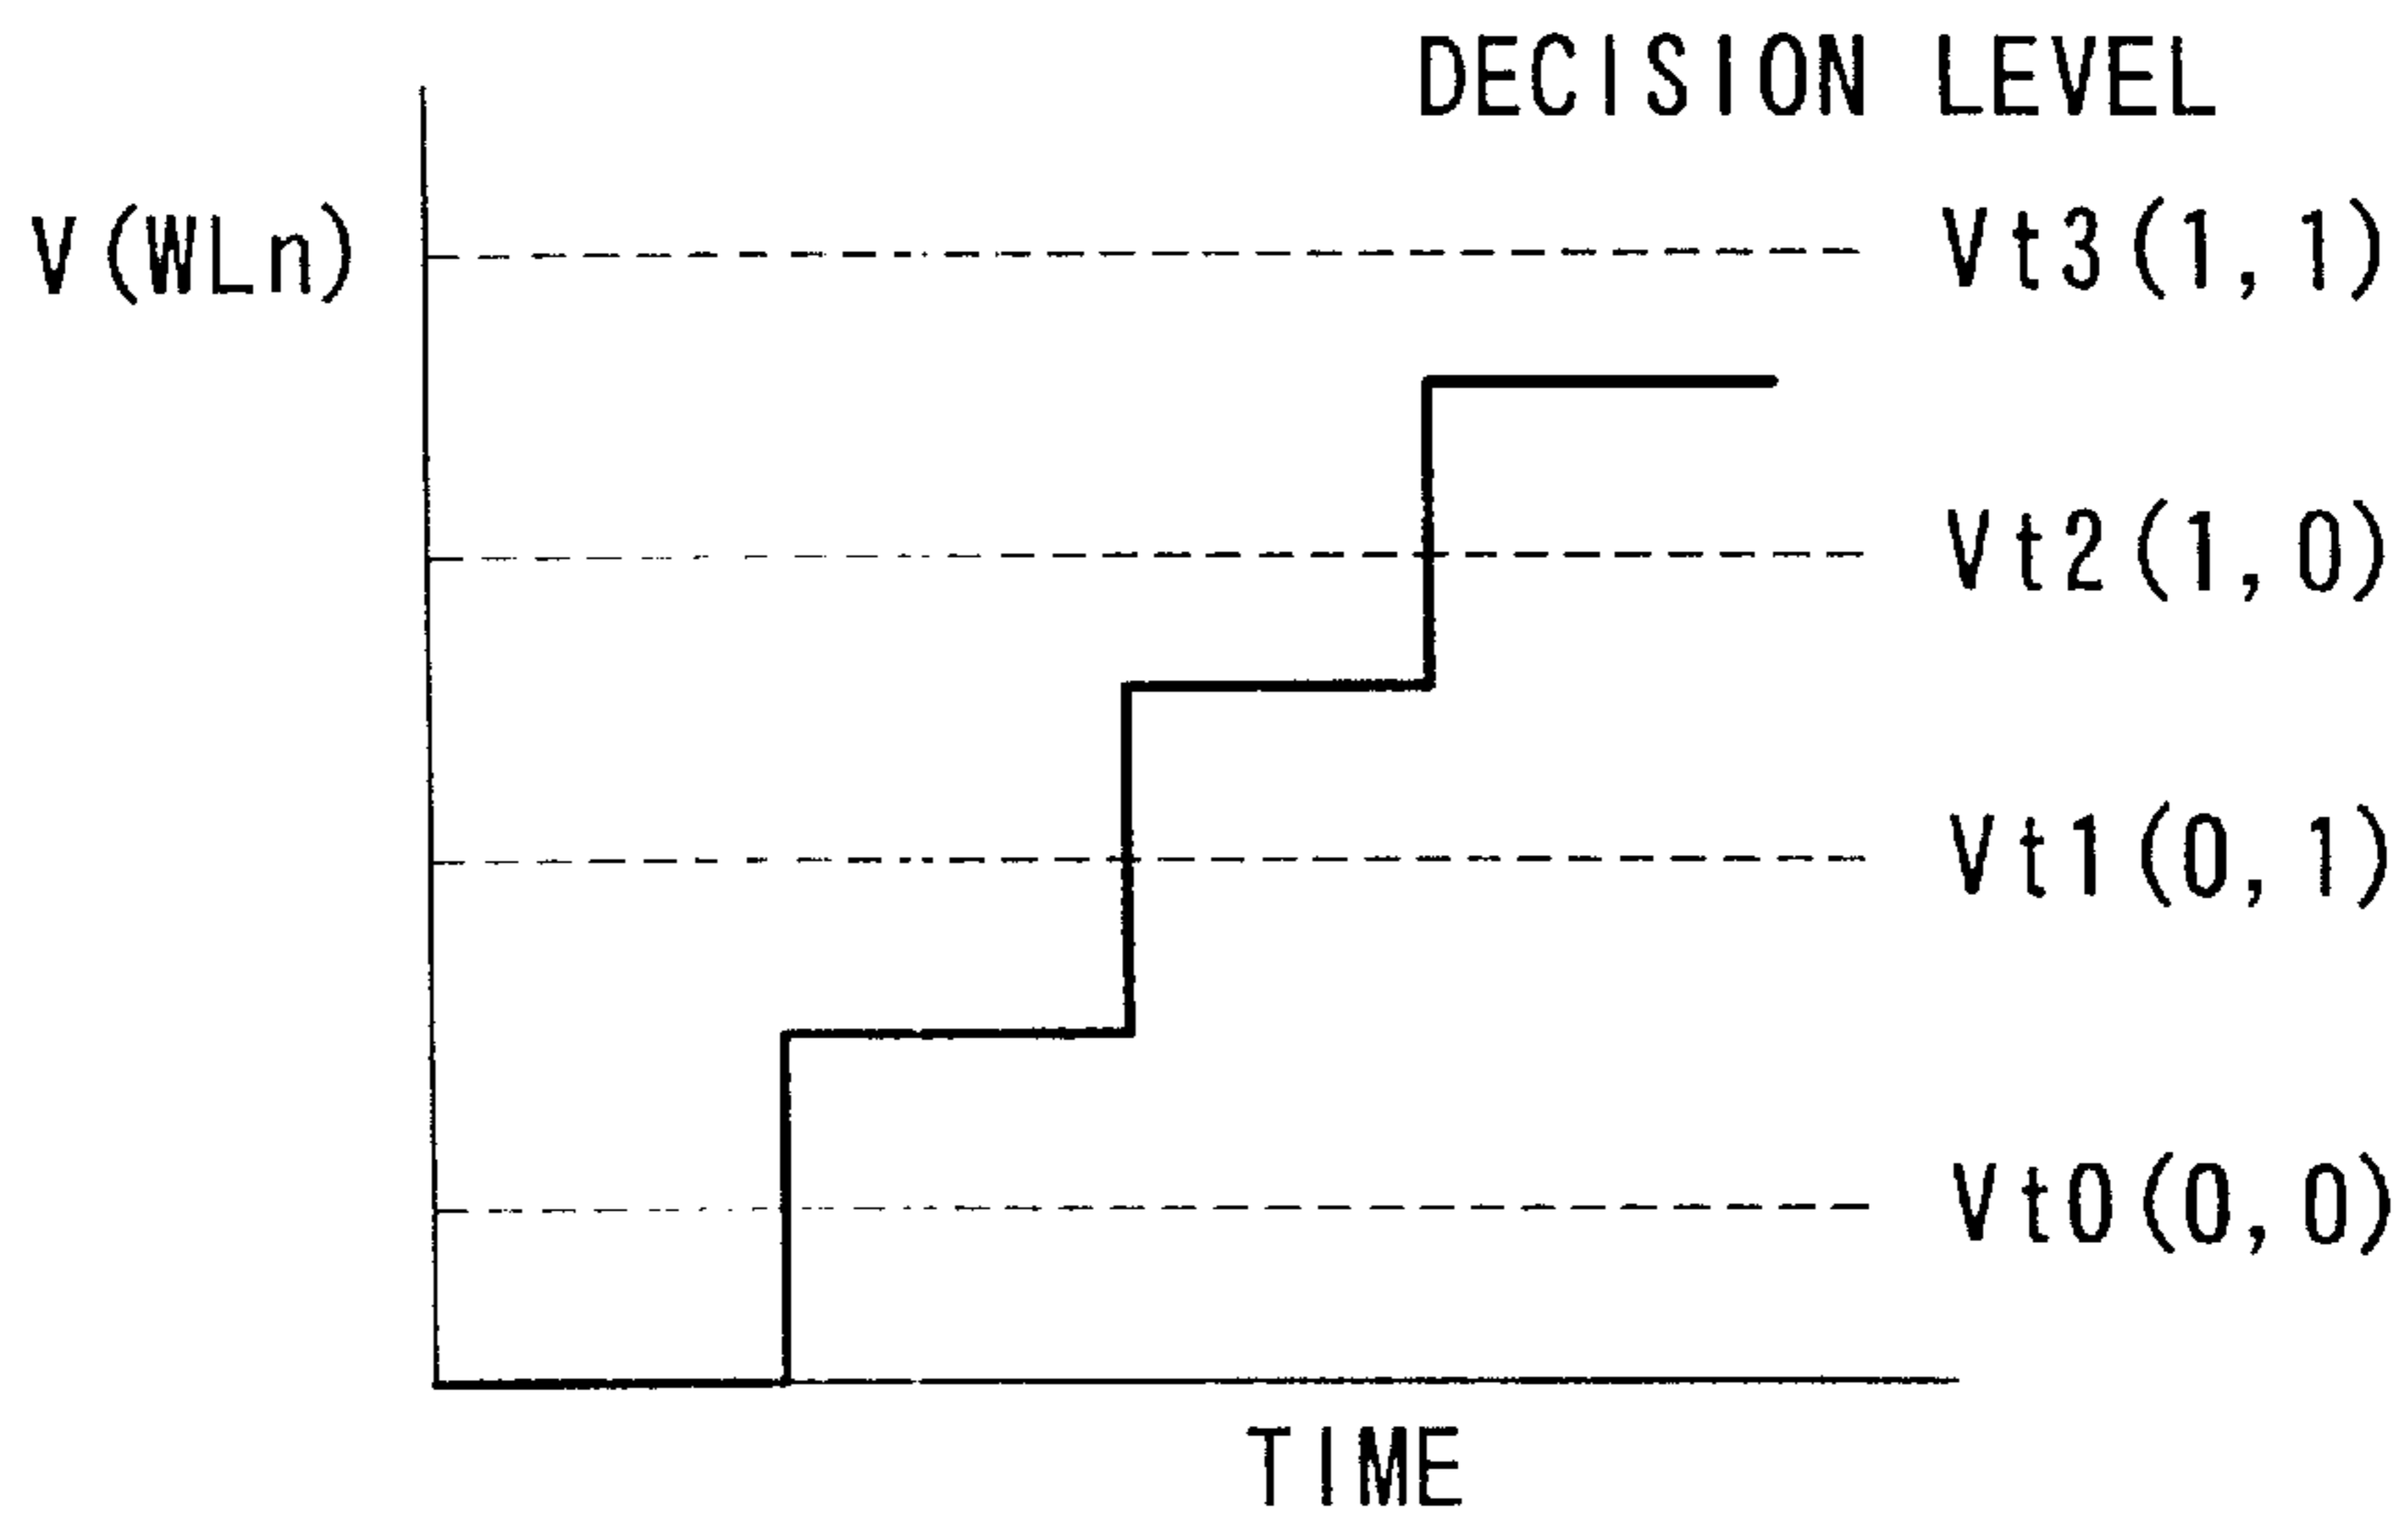 DECISION LEVEL
V(WLn)
Vt3(1,1)
Vt2(1,0)
Vt1(0,1)
Vt0(0,0)
TIME